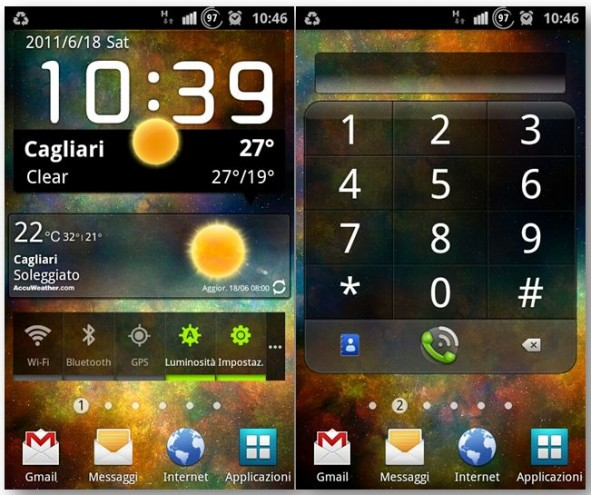 H
97
10:46
2011/6/18 Sat
10:39
Cagliari
27°
Clear
27°/19°
22°C 32°|21°
Cagliari
Soleggiato
AccuWeather.com
Aggior. 18/06 08:00
Wi-Fi
Bluetooth
GPS
Luminosità
Impostaz.
1
Gmail
Messaggi
Internet
Applicazioni
H
97
10:46
1 2 3
4 5 6
7 8 9
* 0 #
2
Gmail
Messaggi
Internet
Applicazioni